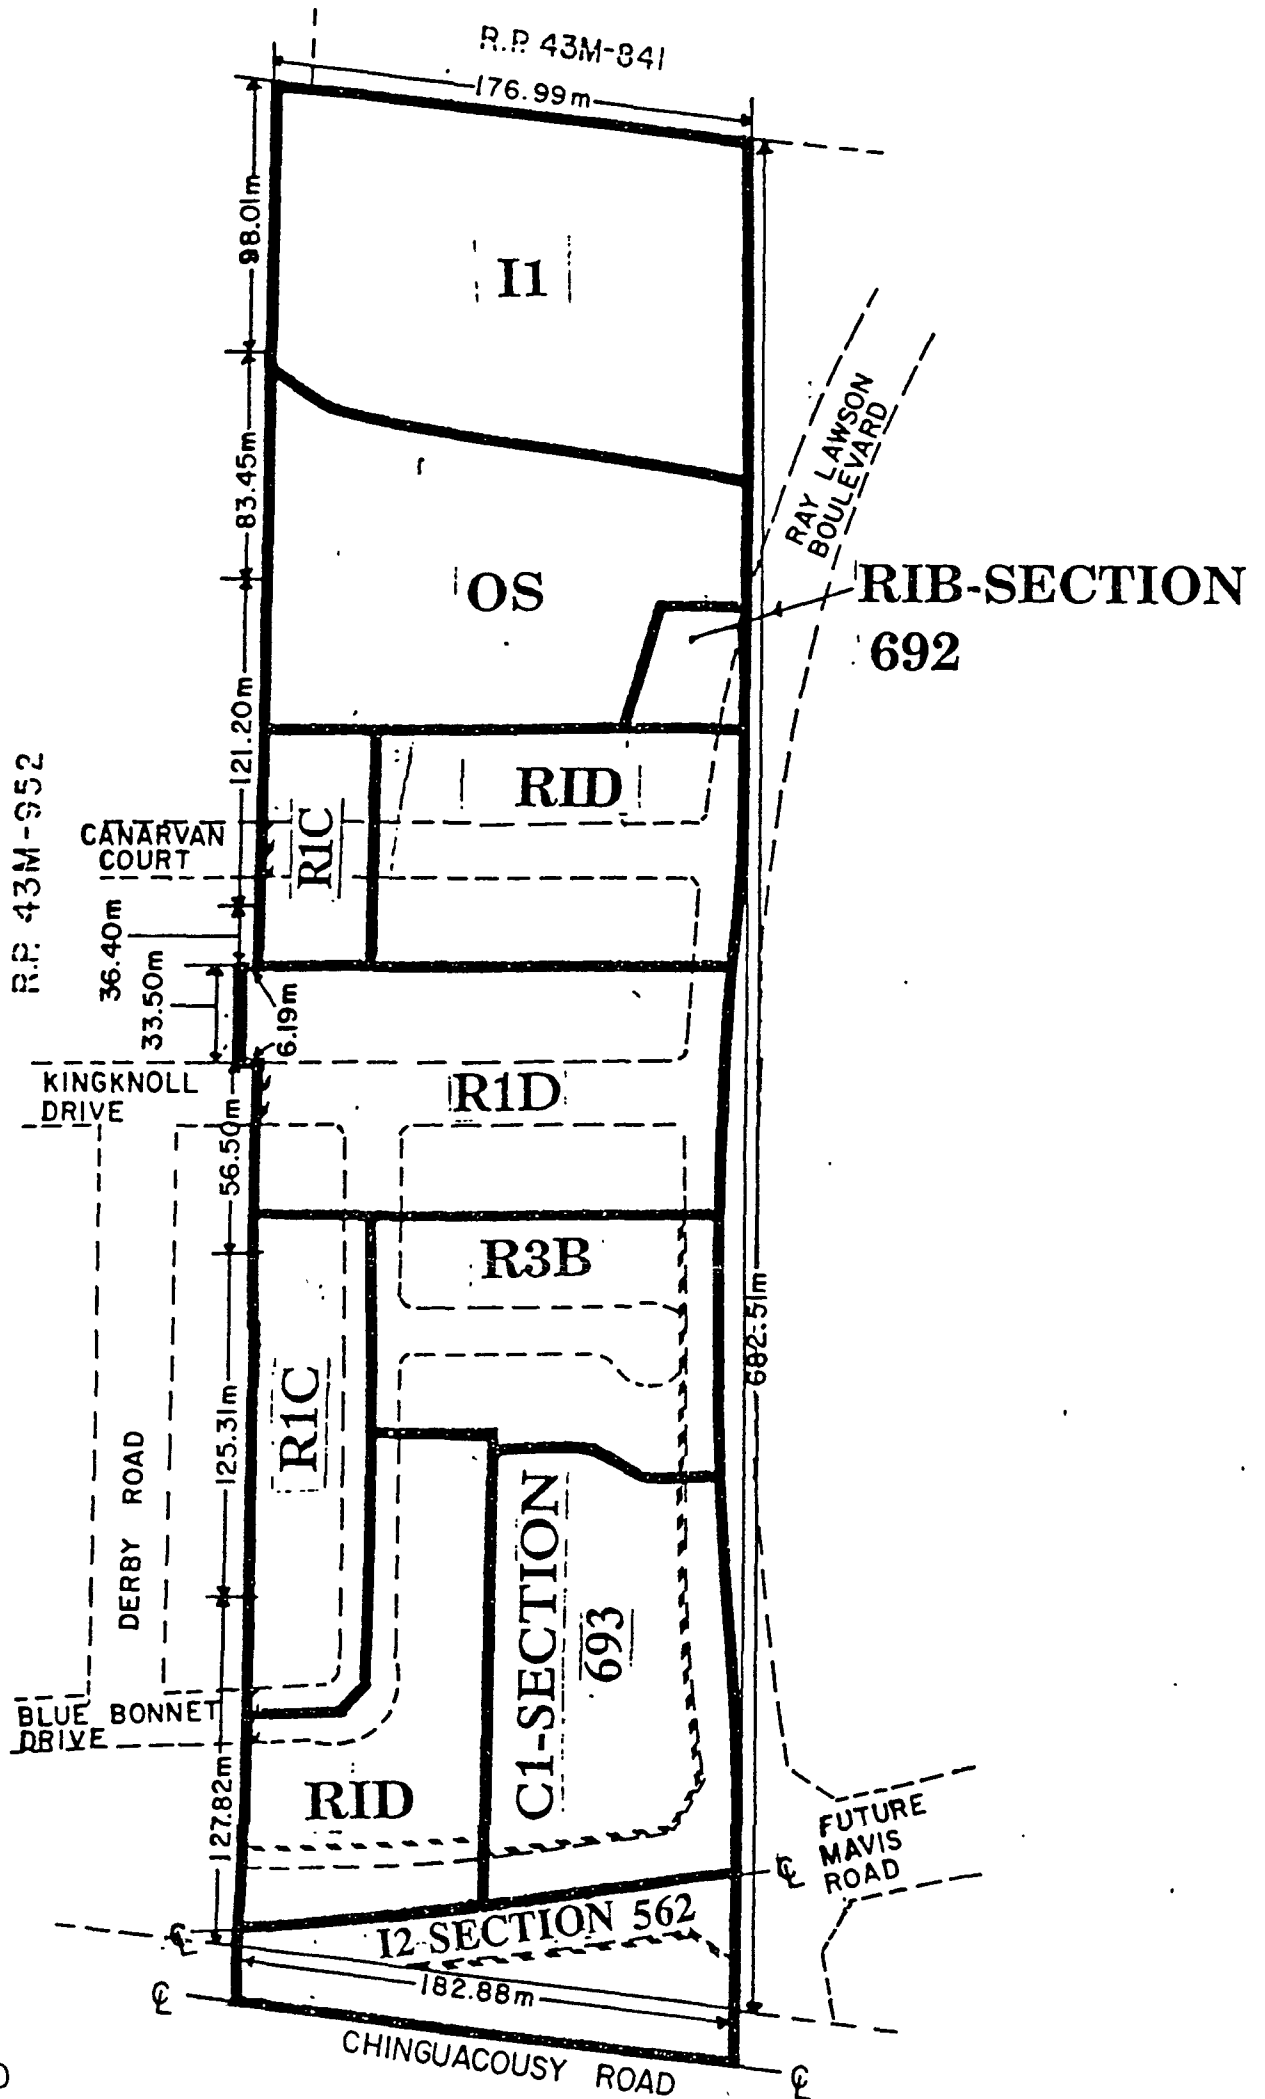 R.P. 43M-841
176.99m
98.01m
I1
83.45m
RAY LAWSON
BOULEVARD
OS
RIB-SECTION
692
121.20m
R.P. 43M-952
RID
R1C
CANARVAN
COURT
36.40m
33.50m
6.19m
KINGKNOLL
DRIVE
R1D
56.50m
R3B
682.51m
R1C
125.31m
DERBY ROAD
C1-SECTION
693
BLUE BONNET
DRIVE
RID
127.82m
FUTURE
MAVIS
ROAD
℄
I2-SECTION 562
℄
182.88m
℄
CHINGUACOUSY ROAD
℄